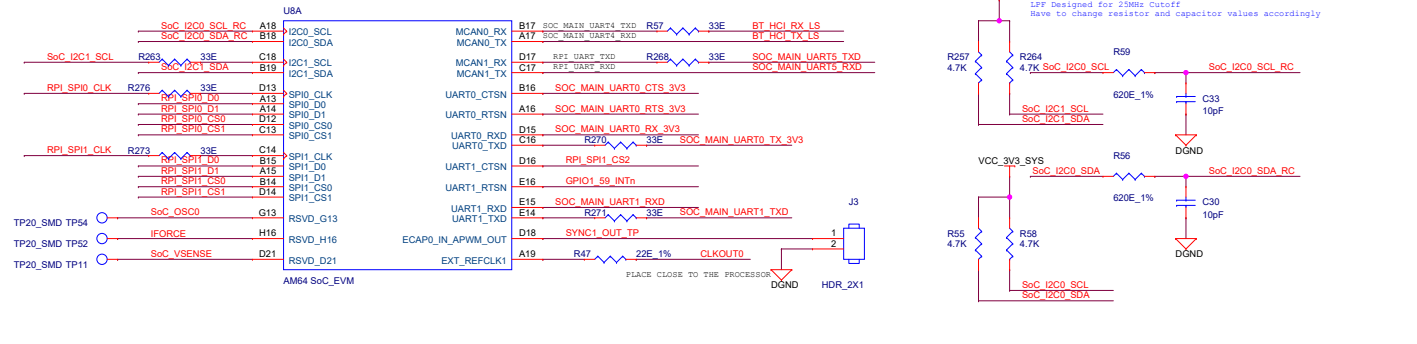 LPF Designed for 25MHz Cutoff
Have to change resistor and capacitor values accordingly
U8A
SoC_I2C0_SCL_RC A18 I2C0_SCL
SoC_I2C0_SDA_RC B18 I2C0_SDA
SoC_I2C1_SCL R263 33E C18 I2C1_SCL
SoC_I2C1_SDA B19 I2C1_SDA
RPI_SPI0_CLK R276 33E D13 SPI0_CLK
RPI_SPI0_D0 A13 SPI0_D0
RPI_SPI0_D1 A14 SPI0_D1
RPI_SPI0_CS0 D12 SPI0_CS0
RPI_SPI0_CS1 C13 SPI0_CS1
RPI_SPI1_CLK R273 33E C14 SPI1_CLK
RPI_SPI1_D0 B15 SPI1_D0
RPI_SPI1_D1 A15 SPI1_D1
RPI_SPI1_CS0 B14 SPI1_CS0
RPI_SPI1_CS1 D14 SPI1_CS1
TP20_SMD TP54 SoC_OSC0 G13 RSVD_G13
TP20_SMD TP52 IFORCE H16 RSVD_H16
TP20_SMD TP11 SoC_VSENSE D21 RSVD_D21
MCAN0_RX B17 SOC_MAIN_UART4_TXD R57 33E BT_HCI_RX_LS
MCAN0_TX A17 SOC_MAIN_UART4_RXD BT_HCI_TX_LS
MCAN1_RX D17 RPI_UART_TXD R268 33E SOC_MAIN_UART5_TXD
MCAN1_TX C17 RPI_UART_RXD SOC_MAIN_UART5_RXD
UART0_CTSN B16 SOC_MAIN_UART0_CTS_3V3
UART0_RTSN A16 SOC_MAIN_UART0_RTS_3V3
UART0_RXD D15 SOC_MAIN_UART0_RX_3V3
UART0_TXD C16 R270 33E SOC_MAIN_UART0_TX_3V3
UART1_CTSN D16 RPI_SPI1_CS2
UART1_RTSN E16 GPIO1_59_INTn
UART1_RXD E15 SOC_MAIN_UART1_RXD
UART1_TXD E14 R271 33E SOC_MAIN_UART1_TXD
ECAP0_IN_APWM_OUT D18 SYNC1_OUT_TP
EXT_REFCLK1 A19 R47 22E_1% CLKOUT0
PLACE CLOSE TO THE PROCESSOR
AM64 SoC_EVM
J3
1
2
HDR_2X1
DGND
R257
4.7K
R264
4.7K
SoC_I2C0_SCL
R59
620E_1%
SoC_I2C0_SCL_RC
C33
10pF
DGND
SoC_I2C1_SCL
SoC_I2C1_SDA
VCC_3V3_SYS
SoC_I2C0_SDA
R56
620E_1%
SoC_I2C0_SDA_RC
C30
10pF
DGND
R55
4.7K
R58
4.7K
SoC_I2C0_SCL
SoC_I2C0_SDA